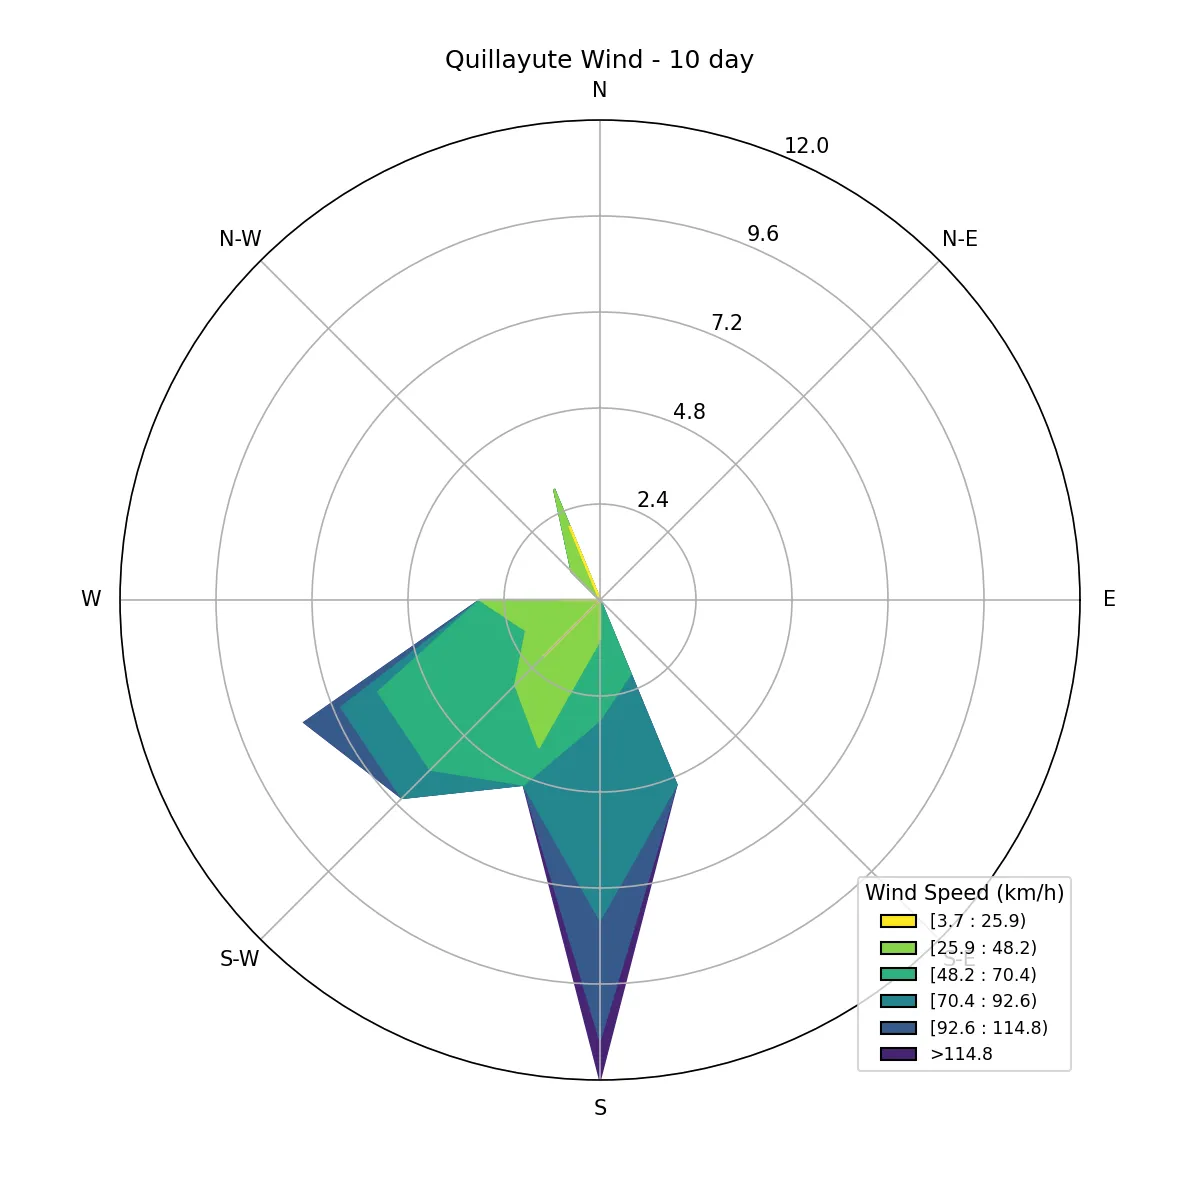 Quillayute Wind - 10 day
N
12.0
9.6
N-W
N-E
7.2
4.8
2.4
W
E
S-W
S-E
Wind Speed (km/h)
[3.7 : 25.9)
[25.9 : 48.2)
[48.2 : 70.4)
[70.4 : 92.6)
[92.6 : 114.8)
>114.8
S